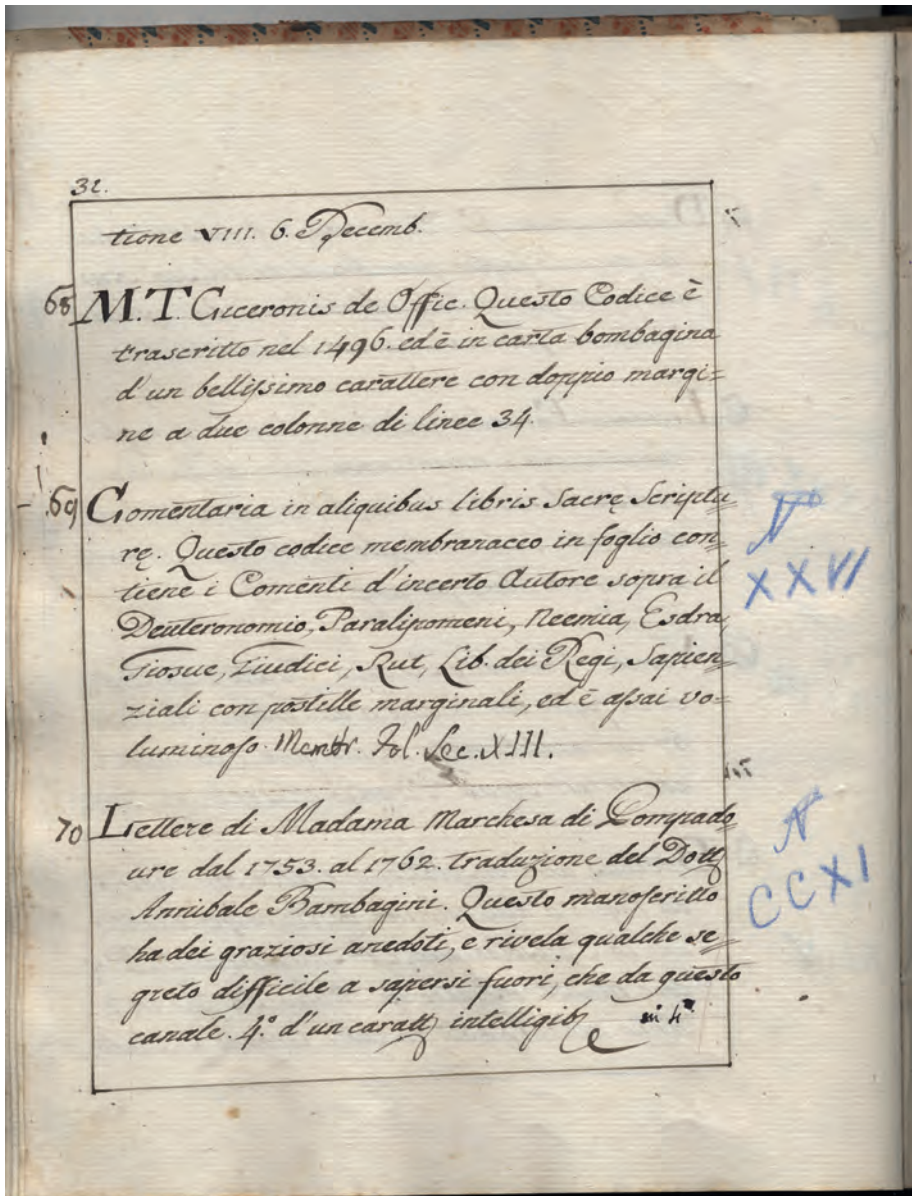 32.
tione VIII. 6. Decemb.
68 M. T. Ciceronis de Offic. Questo Codice è
trascritto nel 1496. ed è in carta bombagina
d'un bellissimo carattere con doppio margi=
ne a due colonne di linee 34.
69 Comentaria in aliquibus libris Sacrę Scriptu=
rę. Questo codice membranaceo in foglio con=
tiene i Comenti d'incerto Autore sopra il
Deuteronomio, Paralipomeni, Neemia, Esdra,
Giosue, Giudici, Rut, Lib. dei Regi, Sapien=
ziali con postille marginali, ed è assai vo=
luminoso. Membr. Fol. Sec. XIII.
N°
XXVI
70 Lettere di Madama Marchesa di Pompado=
ure dal 1753. al 1762. traduzione del Dott
Annibale Bambagini. Questo manoscritto
ha dei graziosi anedoti, e rivela qualche se=
greto difficile a sapersi fuori, che da questo
canale. 4.° d'un caratt intelligib in 4°
N°
CCXI